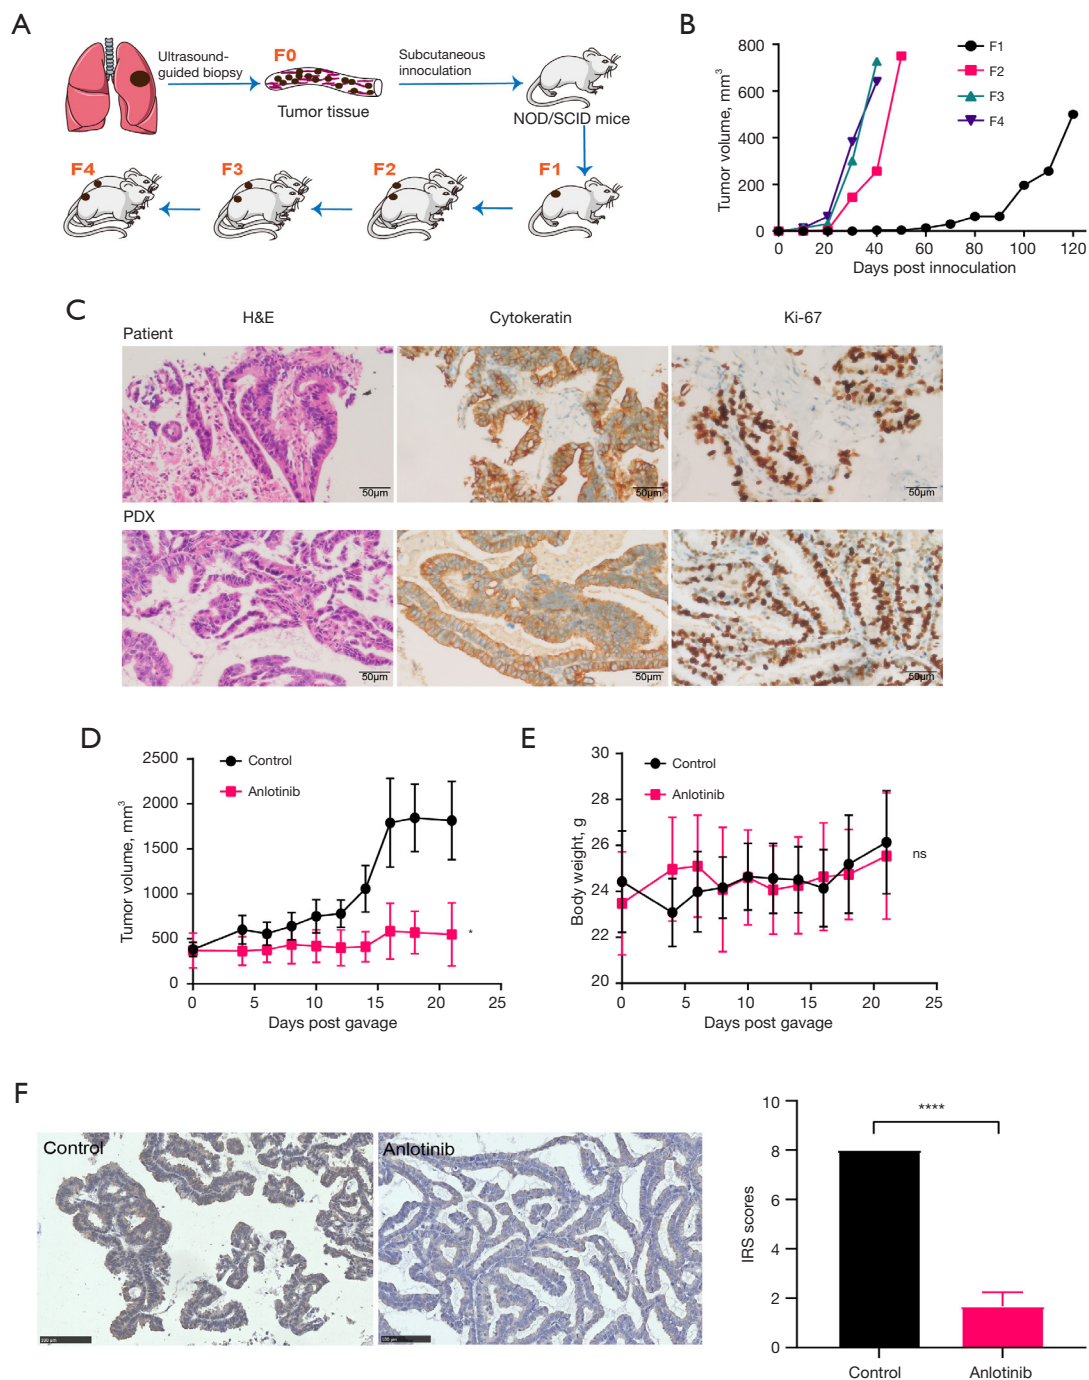 A
Ultrasound-
guided biopsy
F0
Tumor tissue
Subcutaneous
innoculation
NOD/SCID mice
F4
F3
F2
F1
B
Tumor volume, mm3
800
600
400
200
0
0 20 40 60 80 100 120
Days post innoculation
F1
F2
F3
F4
C
H&E Cytokeratin Ki-67
Patient
50μm 50μm 50μm
PDX
50μm 50μm 50μm
D
Tumor volume, mm3
2500
2000
1500
1000
500
0
0 5 10 15 20 25
Days post gavage
Control
Anlotinib
*
E
Body weight, g
30
28
26
24
22
20
0 5 10 15 20 25
Days post gavage
Control
Anlotinib
ns
F
Control
Anlotinib
IRS scores
10
8
6
4
2
0
****
Control Anlotinib